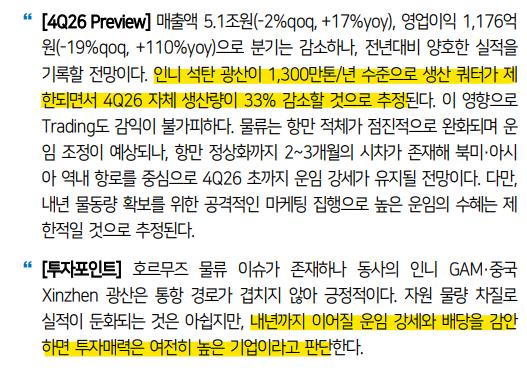 “ [4Q26 Preview] 매출액 5.1조원(-2%qoq, +17%yoy), 영업이익 1,176억
원(-19%qoq, +110%yoy)으로 분기는 감소하나, 전년대비 양호한 실적을
기록할 전망이다. 인니 석탄 광산이 1,300만톤/년 수준으로 생산 쿼터가 제
한되면서 4Q26 자체 생산량이 33% 감소할 것으로 추정된다. 이 영향으로
Trading도 감익이 불가피하다. 물류는 항만 적체가 점진적으로 완화되며 운
임 조정이 예상되나, 항만 정상화까지 2~3개월의 시차가 존재해 북미·아시
아 역내 항로를 중심으로 4Q26 초까지 운임 강세가 유지될 전망이다. 다만,
내년 물동량 확보를 위한 공격적인 마케팅 집행으로 높은 운임의 수혜는 제
한적일 것으로 추정된다.
“ [투자포인트] 호르무즈 물류 이슈가 존재하나 동사의 인니 GAM·중국
Xinzhen 광산은 통항 경로가 겹치지 않아 긍정적이다. 자원 물량 차질로
실적이 둔화되는 것은 아쉽지만, 내년까지 이어질 운임 강세와 배당을 감안
하면 투자매력은 여전히 높은 기업이라고 판단한다.